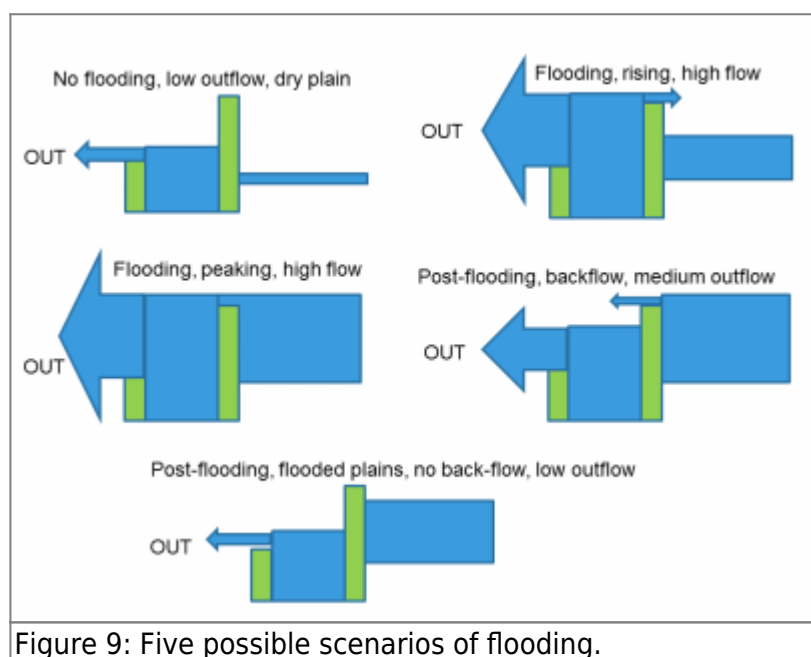 No flooding, low outflow, dry plain
OUT
Flooding, rising, high flow
OUT
Flooding, peaking, high flow
OUT
Post-flooding, backflow, medium outflow
OUT
Post-flooding, flooded plains, no back-flow, low outflow
OUT
Figure 9: Five possible scenarios of flooding.